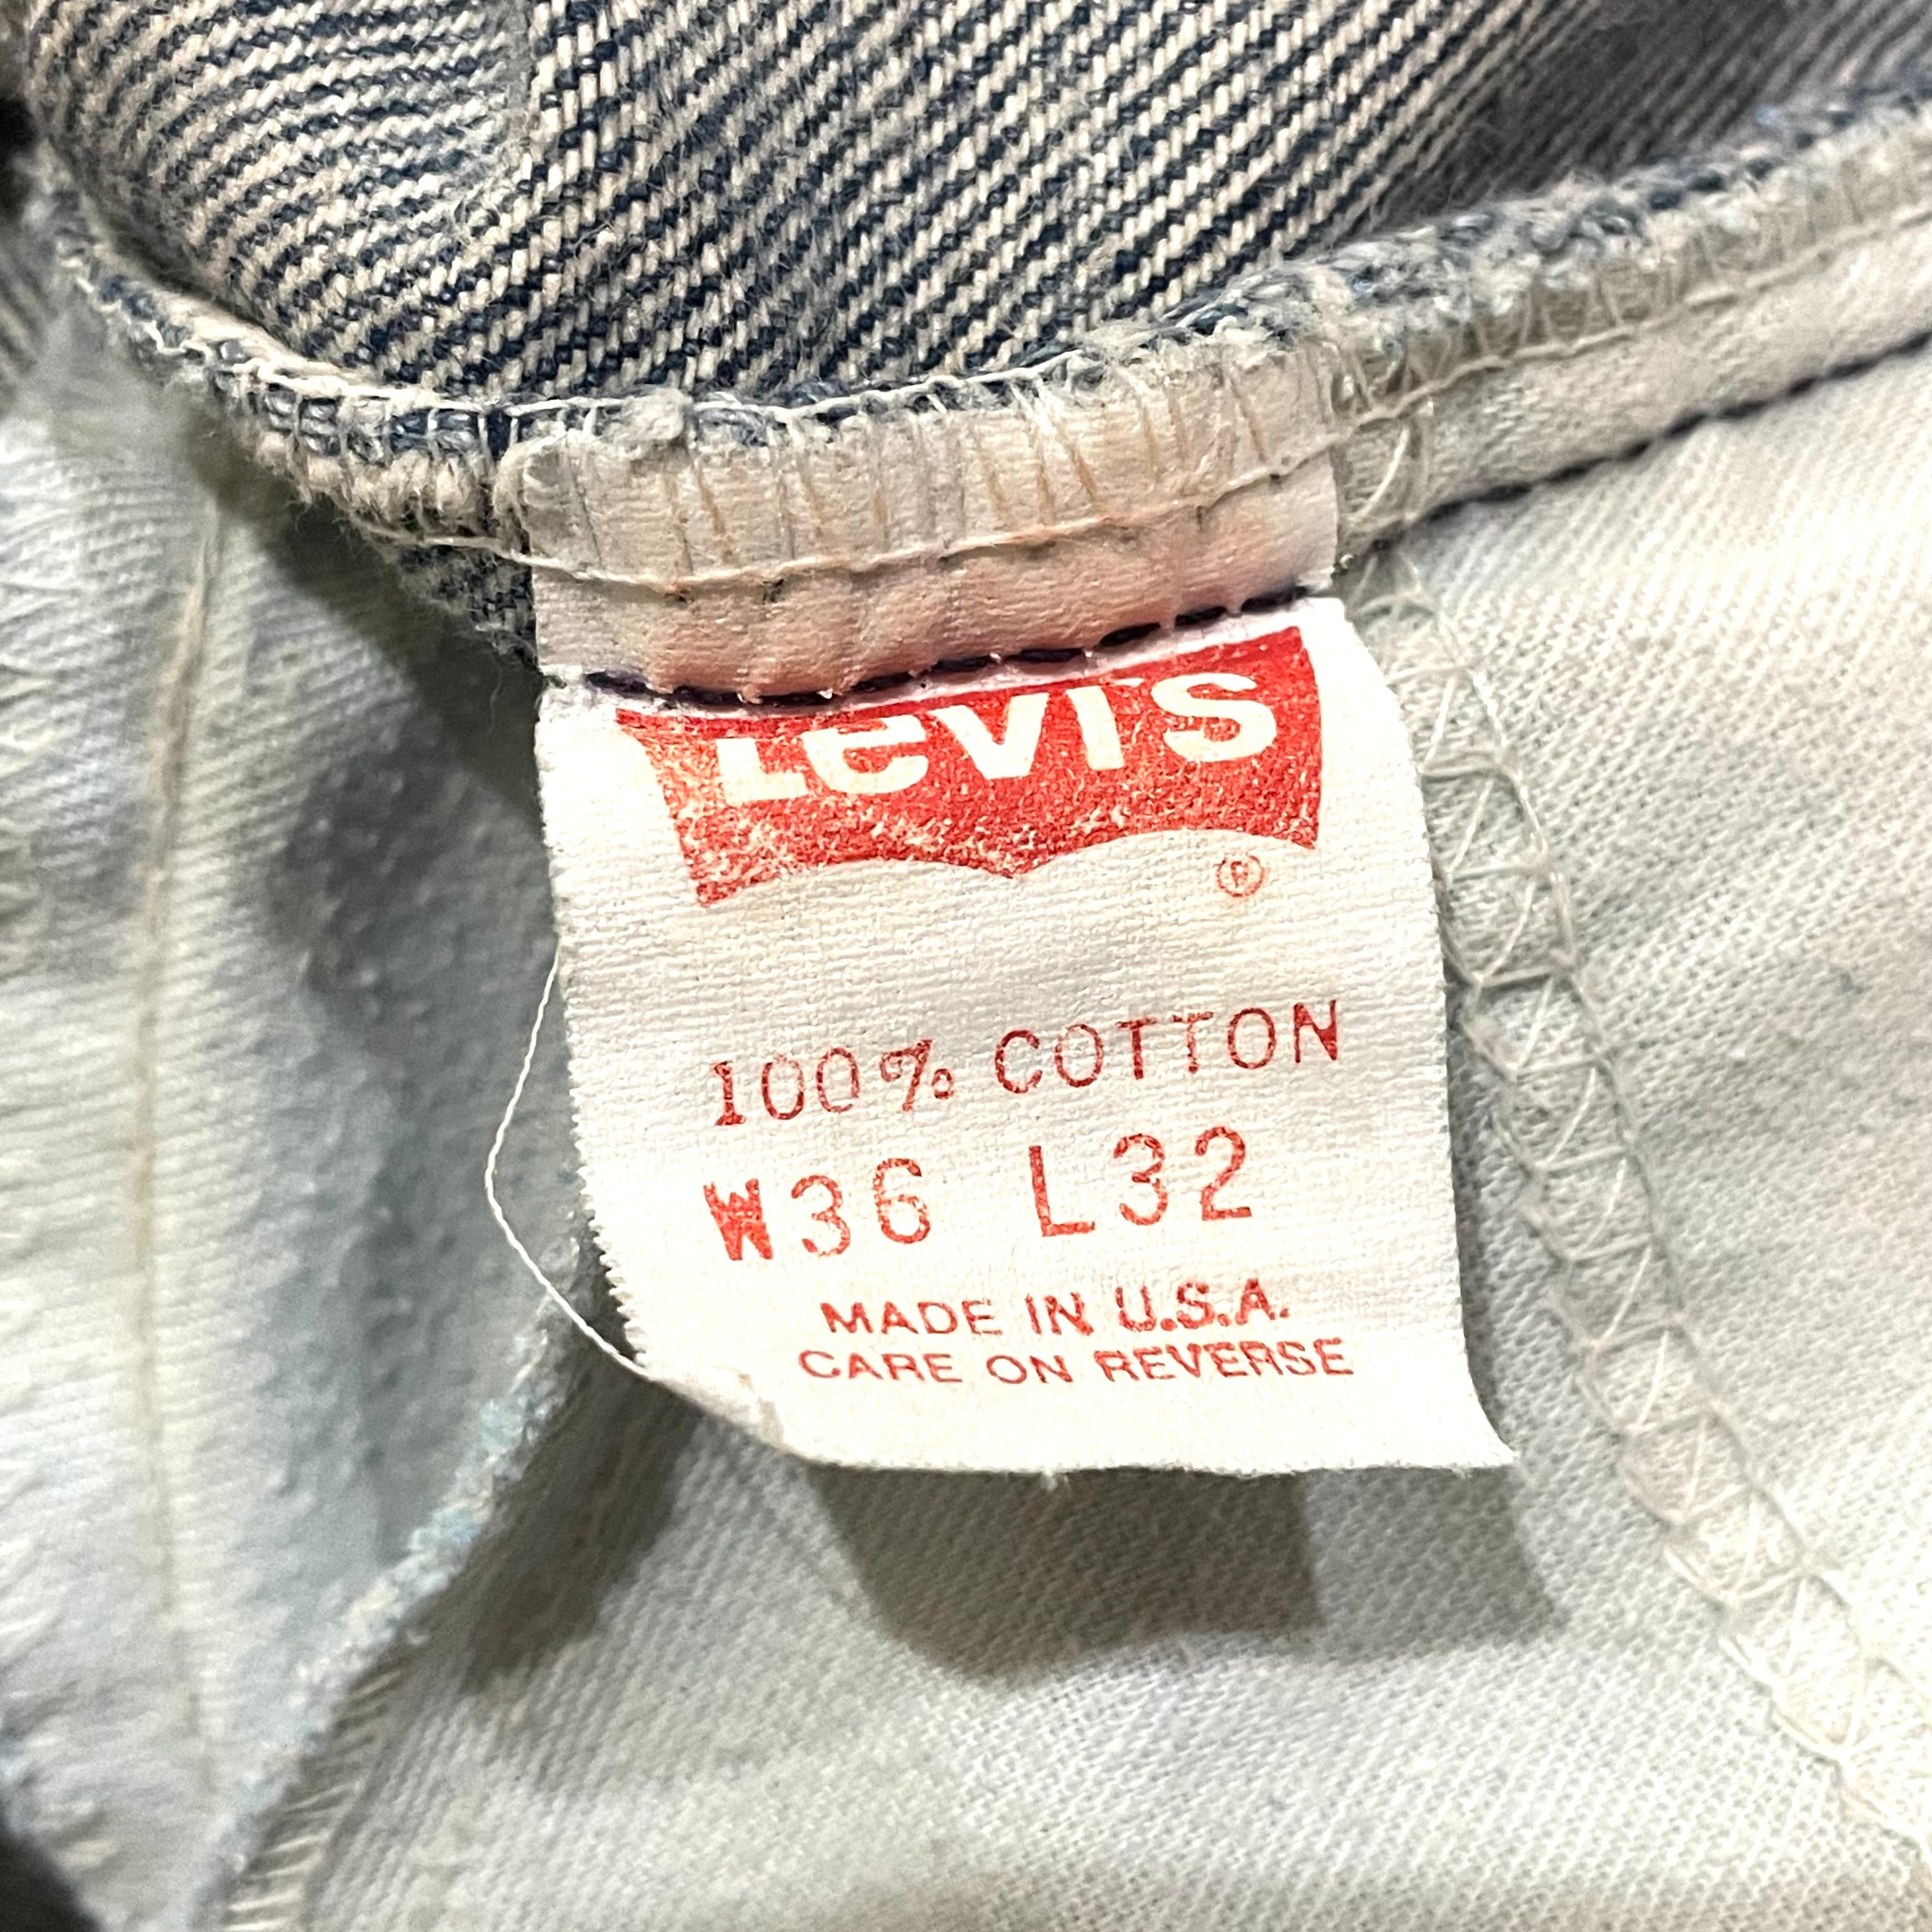 Levi's
®
100% COTTON
W36 L32
MADE IN U.S.A.
CARE ON REVERSE